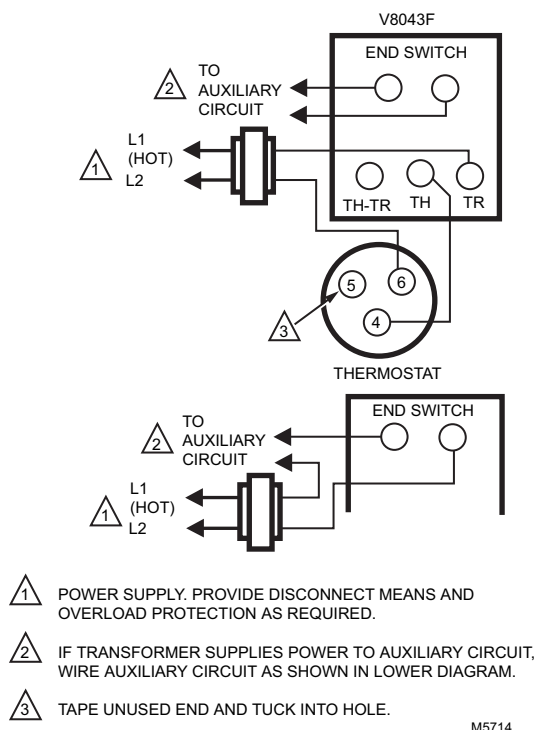 V8043F
END SWITCH
2
TO
AUXILIARY
CIRCUIT
1
L1
(HOT)
L2
TH-TR
TH
TR
5
6
4
3
THERMOSTAT
END SWITCH
2
TO
AUXILIARY
CIRCUIT
1
L1
(HOT)
L2
1 POWER SUPPLY. PROVIDE DISCONNECT MEANS AND
OVERLOAD PROTECTION AS REQUIRED.
2 IF TRANSFORMER SUPPLIES POWER TO AUXILIARY CIRCUIT,
WIRE AUXILIARY CIRCUIT AS SHOWN IN LOWER DIAGRAM.
3 TAPE UNUSED END AND TUCK INTO HOLE.
M5714